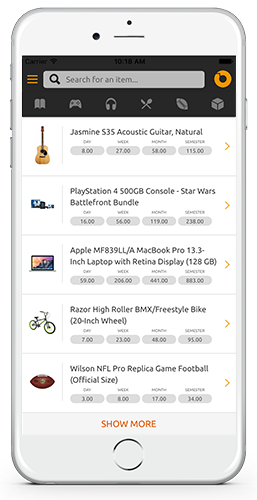 Carrier
10:18 AM
Search for an item...
Jasmine S35 Acoustic Guitar, Natural
DAY WEEK MONTH SEMESTER
8.00 27.00 58.00 115.00
PlayStation 4 500GB Console - Star Wars
Battlefront Bundle
DAY WEEK MONTH SEMESTER
16.00 56.00 119.00 238.00
Apple MF839LL/A MacBook Pro 13.3-
Inch Laptop with Retina Display (128 GB)
DAY WEEK MONTH SEMESTER
59.00 206.00 441.00 883.00
Razor High Roller BMX/Freestyle Bike
(20-Inch Wheel)
DAY WEEK MONTH SEMESTER
7.00 23.00 48.00 95.00
Wilson NFL Pro Replica Game Football
(Official Size)
DAY WEEK MONTH SEMESTER
3.00 8.00 17.00 34.00
SHOW MORE